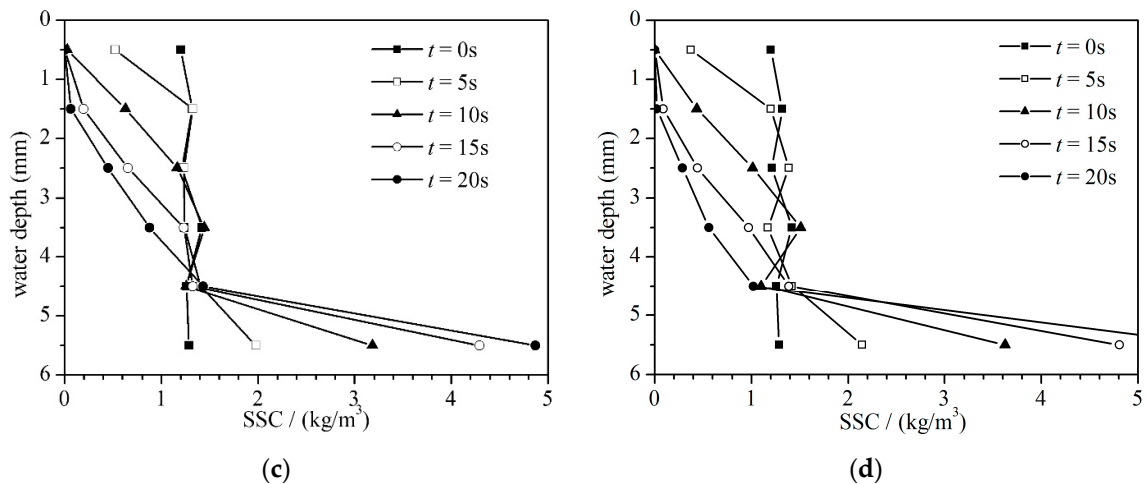 0
1
2
3
4
5
6
water depth (mm)
t = 0s
t = 5s
t = 10s
t = 15s
t = 20s
0 1 2 3 4 5
SSC / (kg/m³)
(c)
0
1
2
3
4
5
6
water depth (mm)
t = 0s
t = 5s
t = 10s
t = 15s
t = 20s
0 1 2 3 4 5
SSC / (kg/m³)
(d)